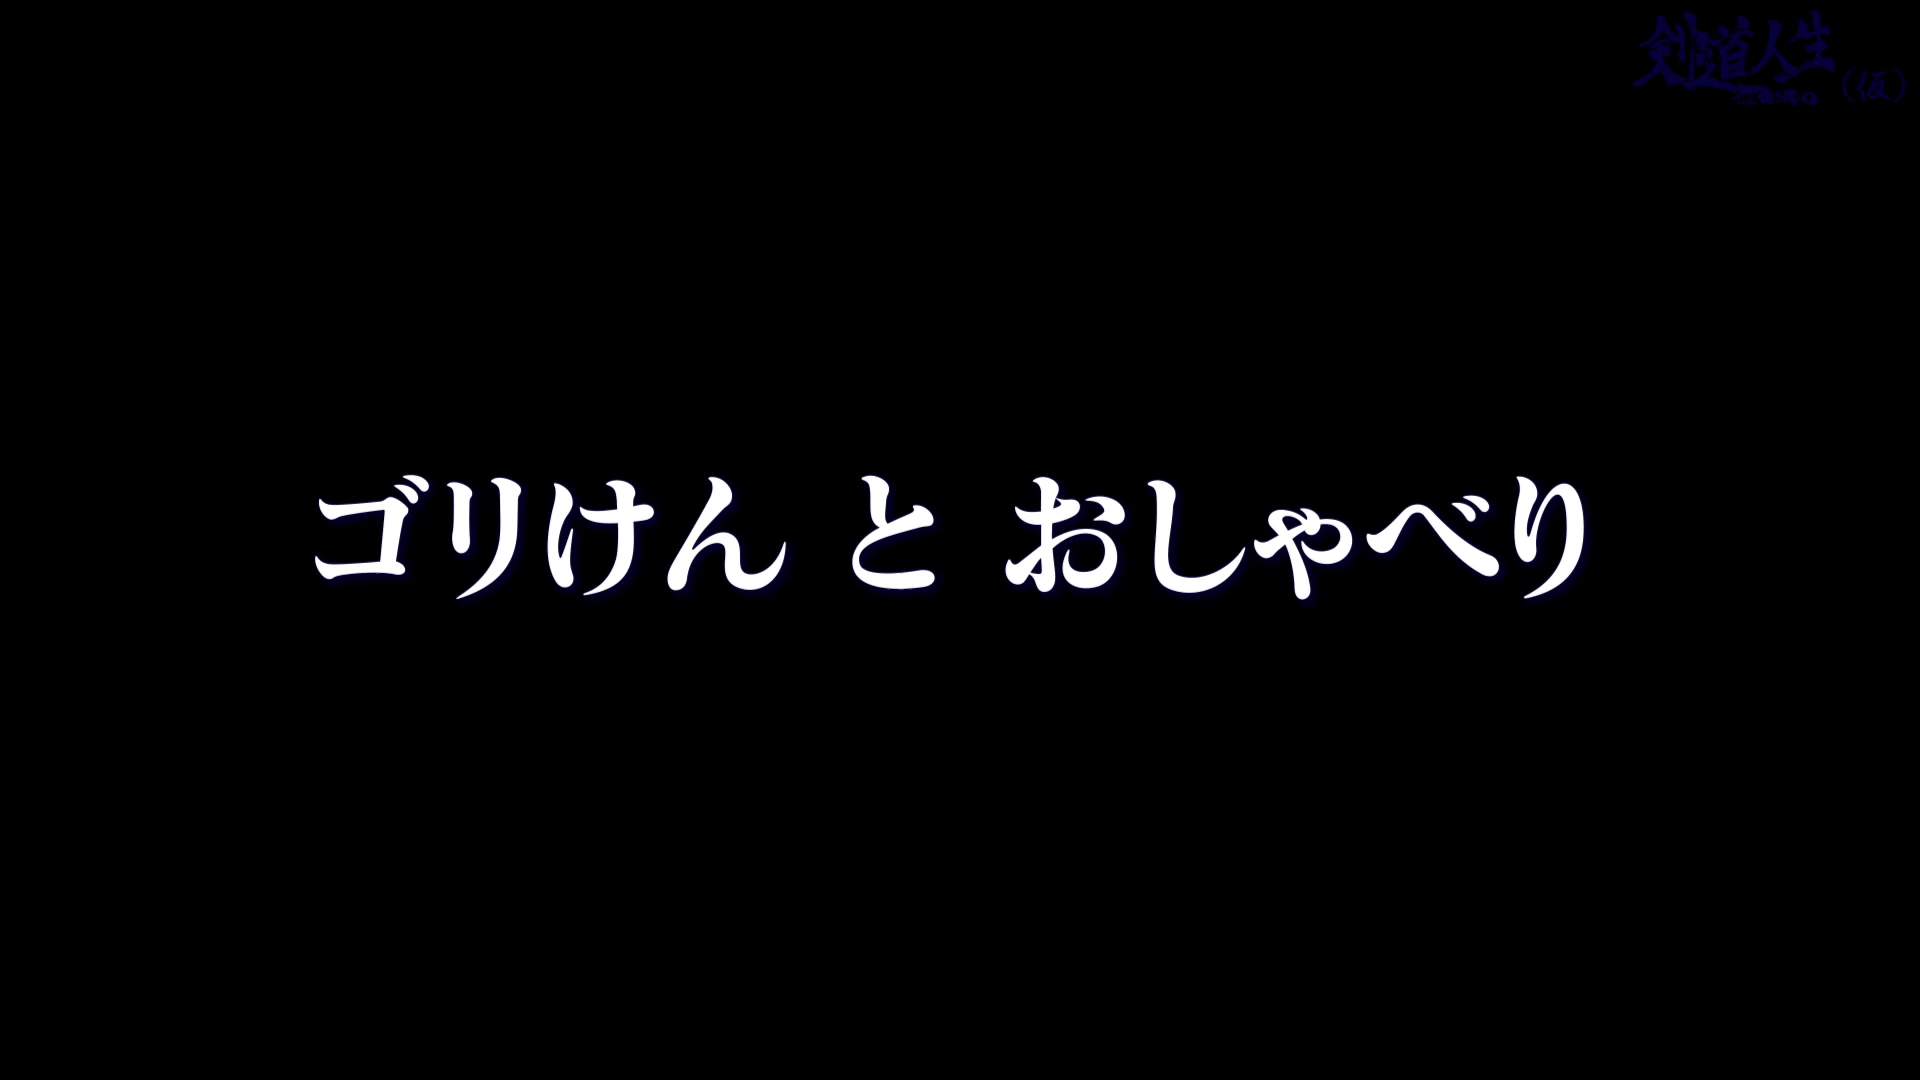 剣道人生
(仮)
ゴリけん と おしゃべり